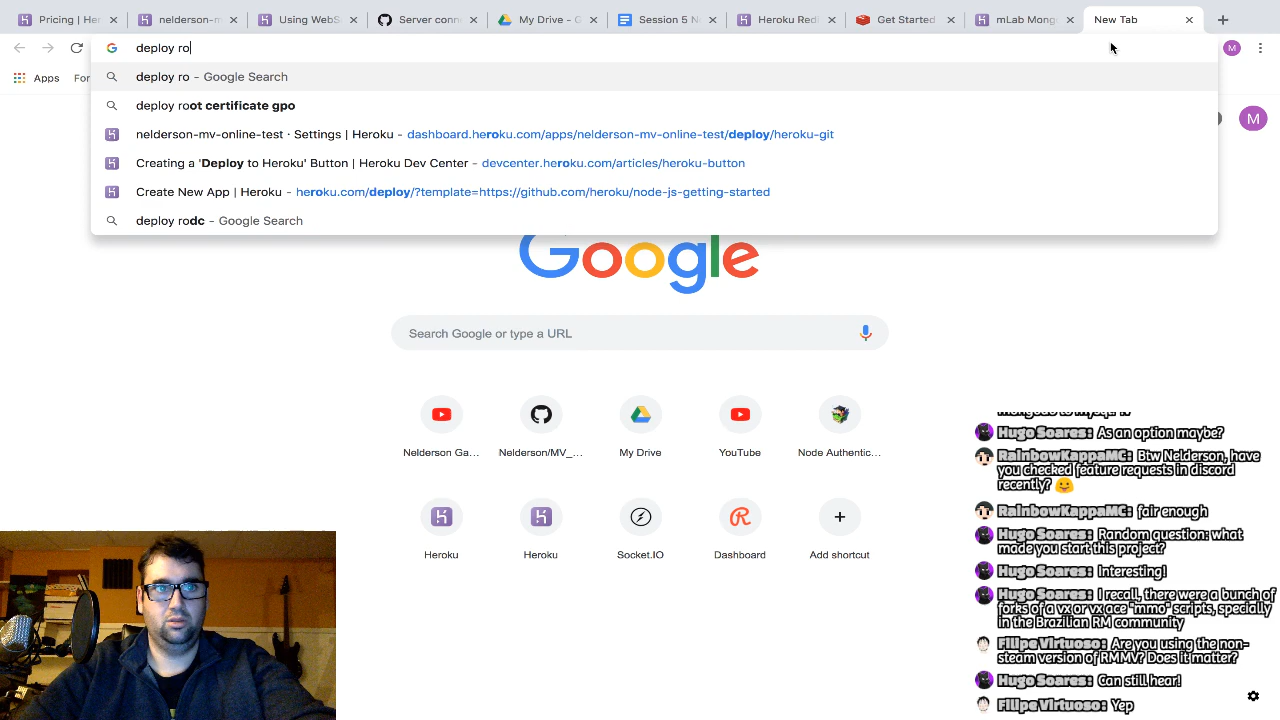 Pricing | Her
nelderson-m
Using WebS
Server conn
My Drive - G
Session 5 N
Heroku Redi
Get Started
mLab Mong
New Tab
deploy ro
M
Apps
For
deploy ro - Google Search
deploy root certificate gpo
nelderson-mv-online-test · Settings | Heroku - dashboard.heroku.com/apps/nelderson-mv-online-test/deploy/heroku-git
Creating a 'Deploy to Heroku' Button | Heroku Dev Center - devcenter.heroku.com/articles/heroku-button
Create New App | Heroku - heroku.com/deploy/?template=https://github.com/heroku/node-js-getting-started
deploy rodc - Google Search
M
Google
Search Google or type a URL
Nelderson Ga...
Nelderson/MV_...
My Drive
YouTube
Node Authentic...
Heroku
Heroku
Socket.IO
Dashboard
Add shortcut
Hugo Soares: As an option maybe?
RainbowKappaMC: Btw Nelderson, have
you checked feature requests in discord
recently?
RainbowKappaMC: fair enough
Hugo Soares: Random question: what
made you start this project?
Hugo Soares: Interesting!
Hugo Soares: I recall, there were a bunch of
forks of a vx or vx ace "mmo" scripts, specially
in the Brazilian RM community
Filipe Virtuoso: Are you using the non-
steam version of RMMV? Does it matter?
Hugo Soares: Can still hear!
Filipe Virtuoso: Yep